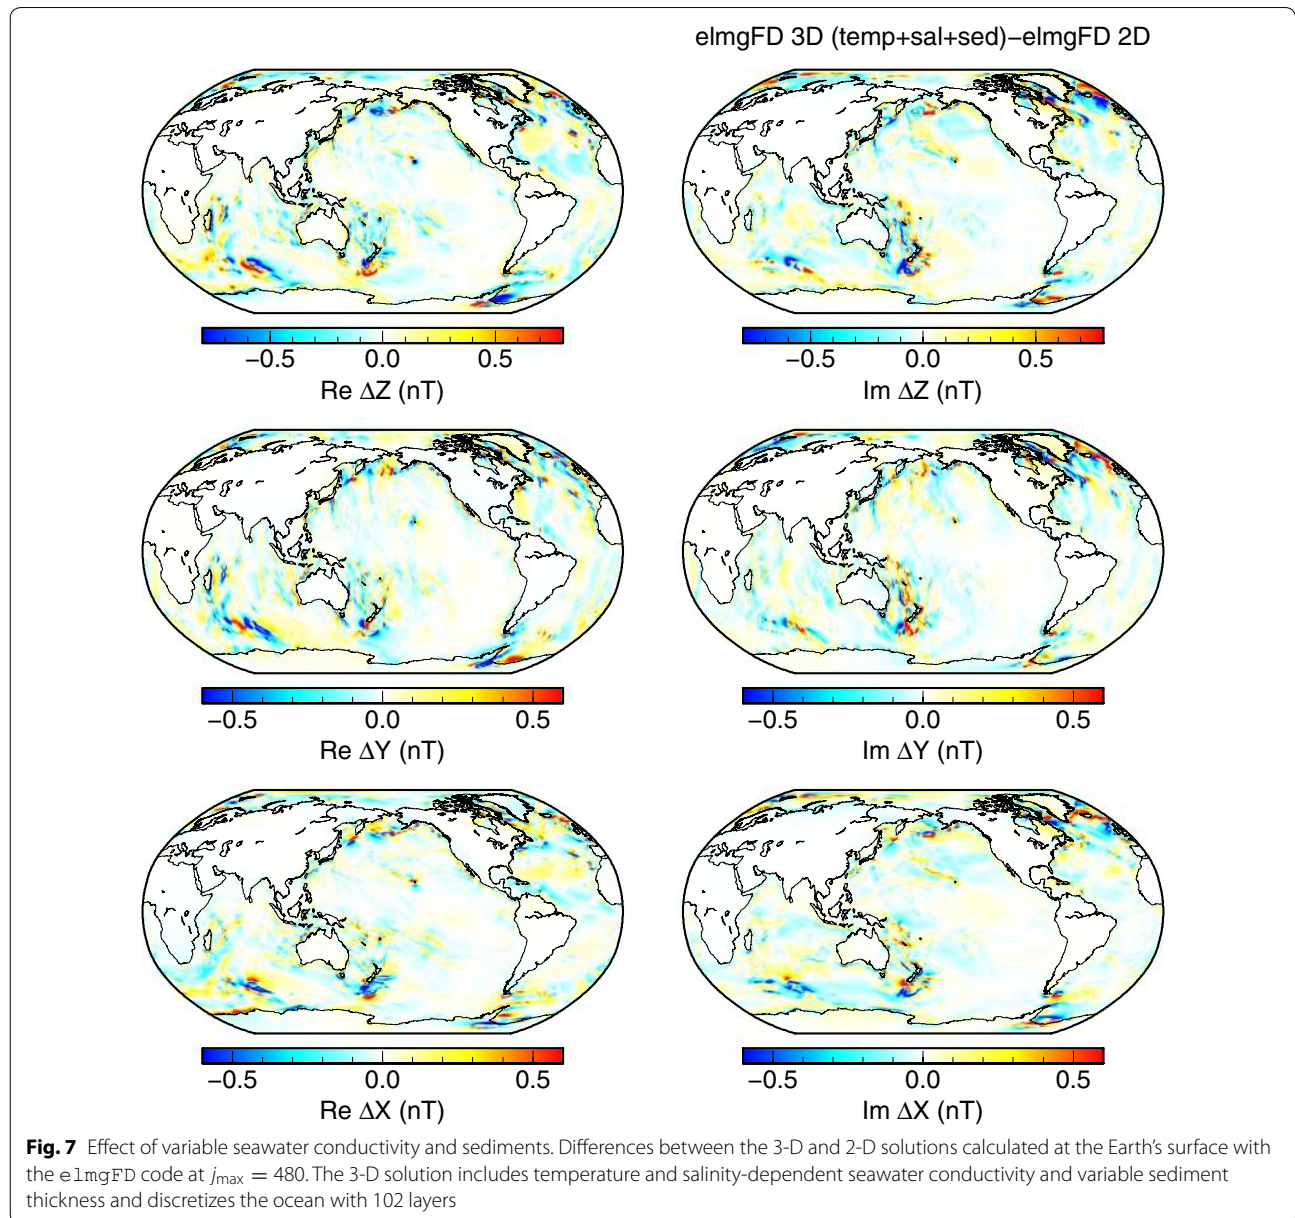 elmgFD 3D (temp+sal+sed)−elmgFD 2D
−0.5 0.0 0.5
Re ΔZ (nT)
−0.5 0.0 0.5
Im ΔZ (nT)
−0.5 0.0 0.5
Re ΔY (nT)
−0.5 0.0 0.5
Im ΔY (nT)
−0.5 0.0 0.5
Re ΔX (nT)
−0.5 0.0 0.5
Im ΔX (nT)
Fig. 7 Effect of variable seawater conductivity and sediments. Differences between the 3-D and 2-D solutions calculated at the Earth's surface with
the elmgFD code at jmax = 480. The 3-D solution includes temperature and salinity-dependent seawater conductivity and variable sediment
thickness and discretizes the ocean with 102 layers